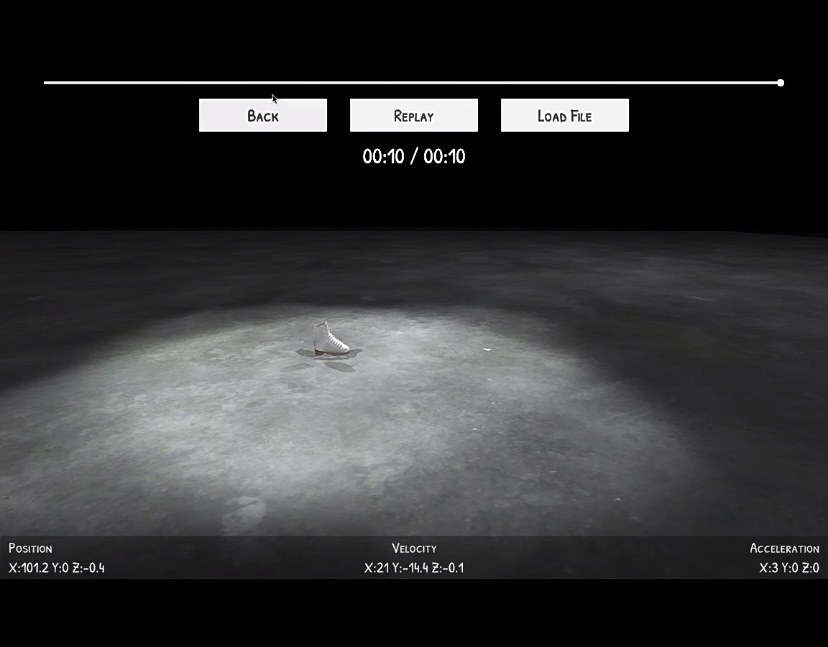 Back
Replay
Load File
00:10 / 00:10
Position
Velocity
Acceleration
X:101.2 Y:0 Z:-0.4
X:21 Y:-14.4 Z:-0.1
X:3 Y:0 Z:0